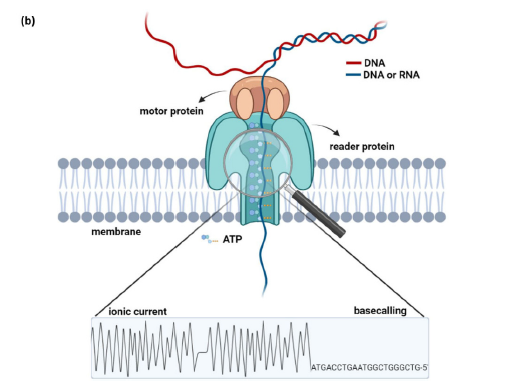 (b)
DNA
DNA or RNA
motor protein
reader protein
membrane
ATP
ionic current
basecalling
ATGACCTGAATGGCTGGGCTG-5'